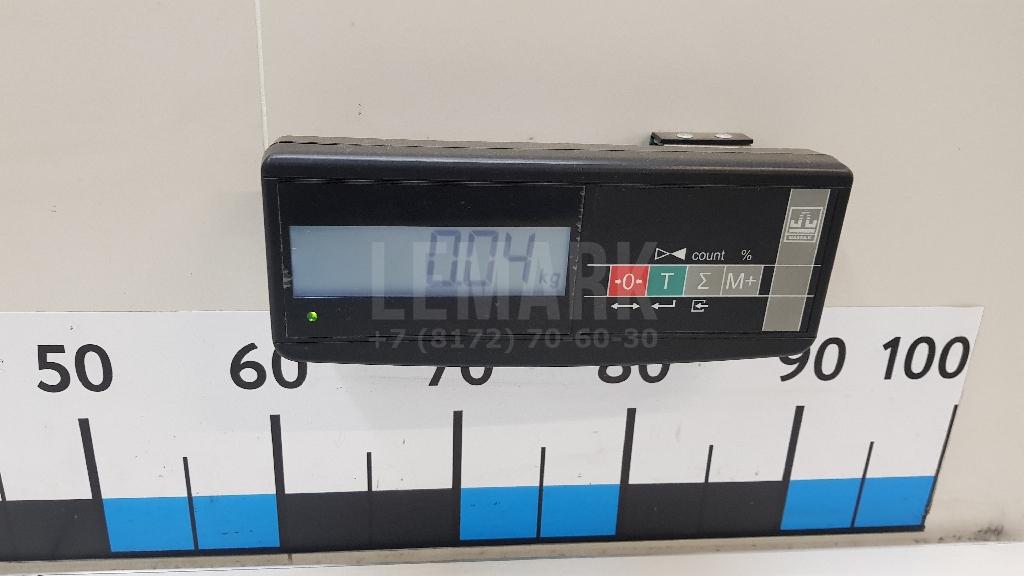 0.04 kg
LEMARK
+7 (8172) 70-60-30
count %
→0← T Σ M+
50 60 70 80 90 100